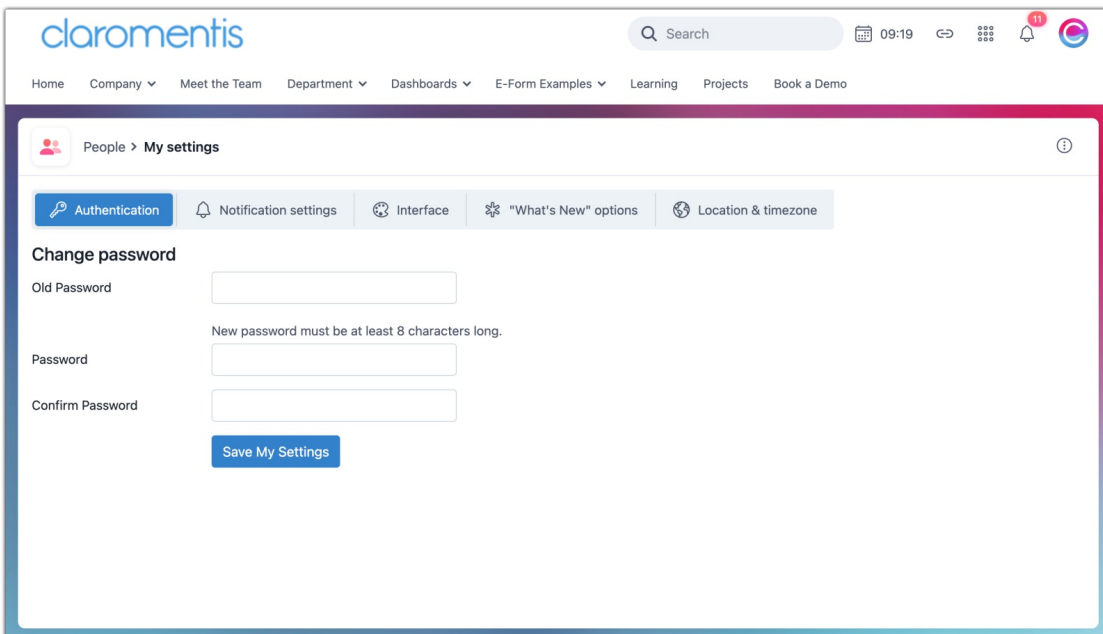 claromentis
Search
09:19
11
Home Company Meet the Team Department Dashboards E-Form Examples Learning Projects Book a Demo
People > My settings
Authentication Notification settings Interface "What's New" options Location & timezone
Change password
Old Password
New password must be at least 8 characters long.
Password
Confirm Password
Save My Settings